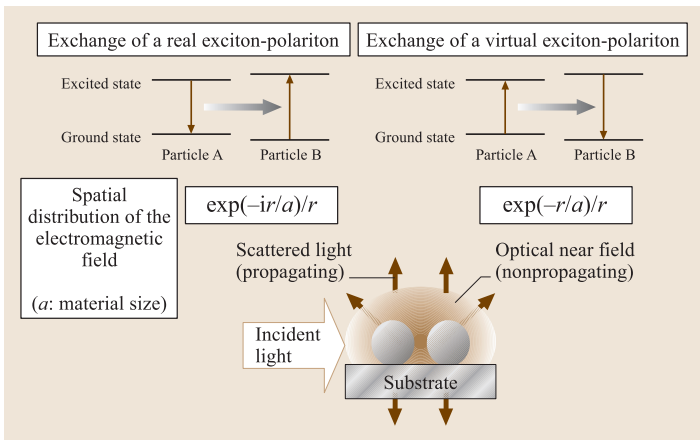 Exchange of a real exciton-polariton
Exchange of a virtual exciton-polariton
Excited state
Ground state
Particle A
Particle B
Excited state
Ground state
Particle A
Particle B
Spatial
distribution of the
electromagnetic
field
(a: material size)
exp(–ir/a)/r
exp(–r/a)/r
Scattered light
(propagating)
Optical near field
(nonpropagating)
Incident
light
Substrate